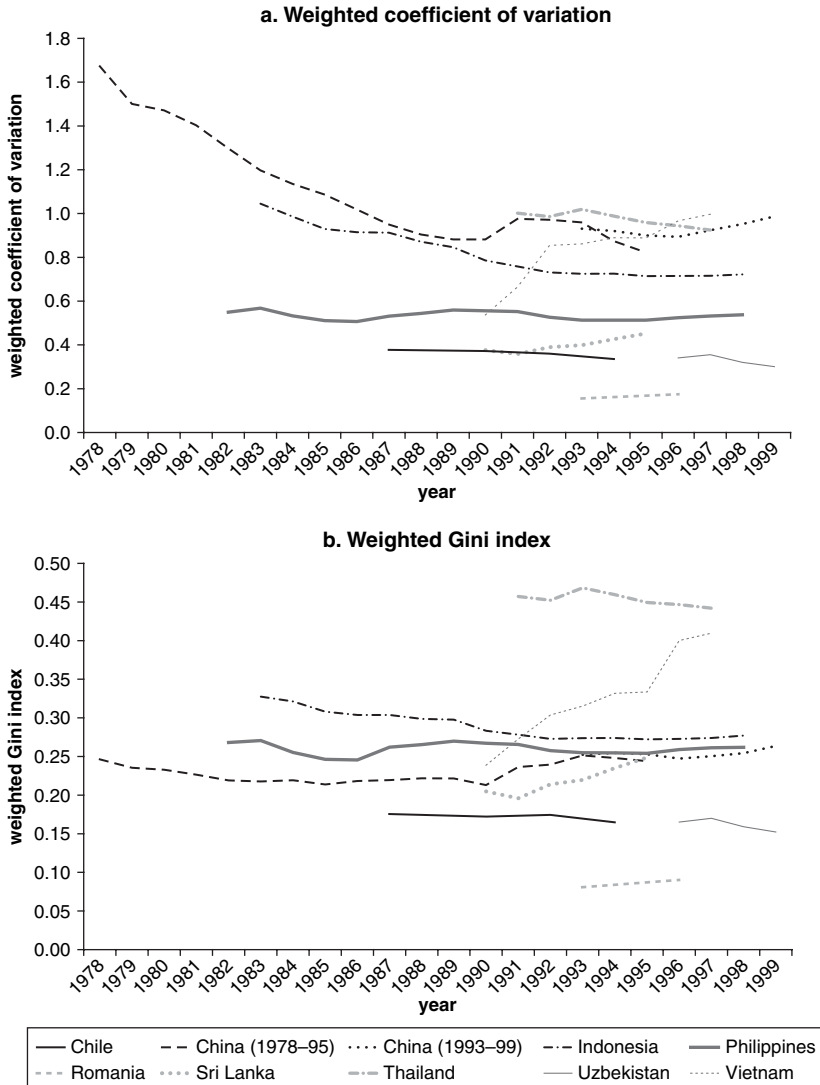 a. Weighted coefficient of variation
weighted coefficient of variation
1.8
1.6
1.4
1.2
1.0
0.8
0.6
0.4
0.2
0.0
1978 1979 1980 1981 1982 1983 1984 1985 1986 1987 1988 1989 1990 1991 1992 1993 1994 1995 1996 1997 1998 1999
year
b. Weighted Gini index
weighted Gini index
0.50
0.45
0.40
0.35
0.30
0.25
0.20
0.15
0.10
0.05
0.00
1978 1979 1980 1981 1982 1983 1984 1985 1986 1987 1988 1989 1990 1991 1992 1993 1994 1995 1996 1997 1998 1999
year
Chile China (1978–95) China (1993–99) Indonesia Philippines
Romania Sri Lanka Thailand Uzbekistan Vietnam